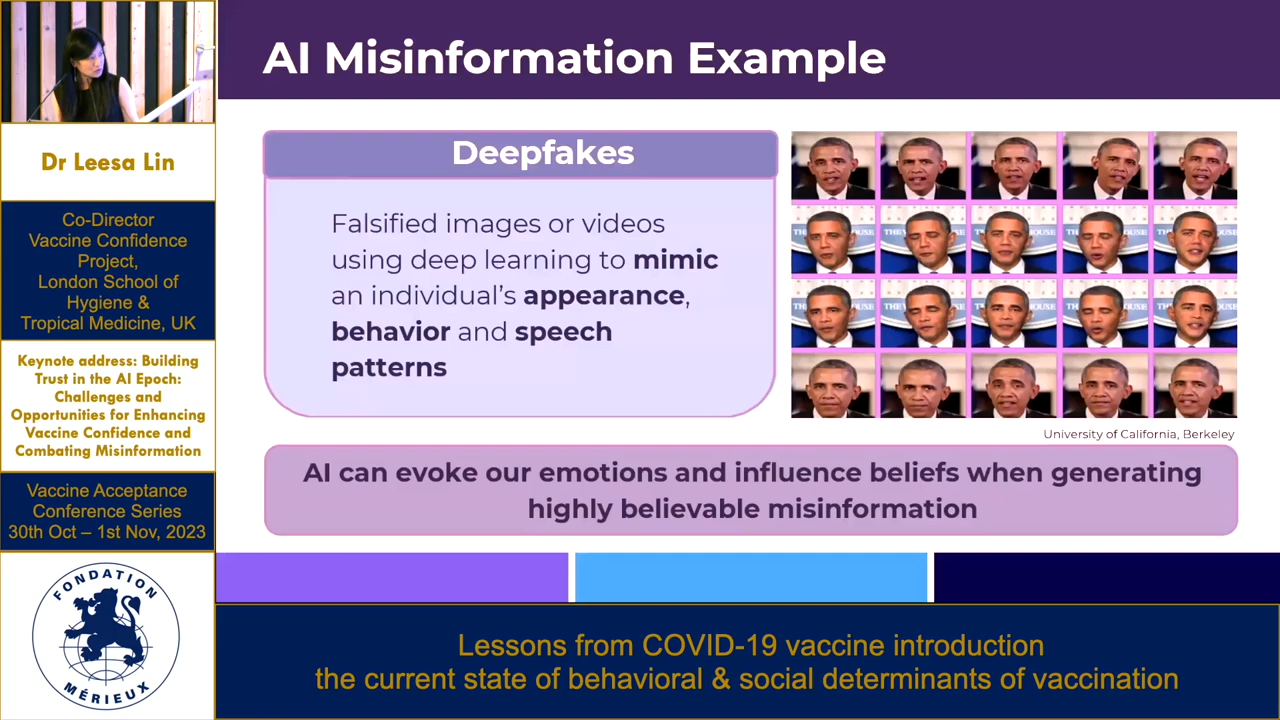 AI Misinformation Example
Dr Leesa Lin
Co-Director
Vaccine Confidence
Project,
London School of
Hygiene &
Tropical Medicine, UK
Keynote address: Building
Trust in the AI Epoch:
Challenges and
Opportunities for Enhancing
Vaccine Confidence and
Combating Misinformation
Vaccine Acceptance
Conference Series
30th Oct – 1st Nov, 2023
FONDATION
MÉRIEUX
Deepfakes
Falsified images or videos
using deep learning to mimic
an individual's appearance,
behavior and speech
patterns
University of California, Berkeley
AI can evoke our emotions and influence beliefs when generating
highly believable misinformation
Lessons from COVID-19 vaccine introduction
the current state of behavioral & social determinants of vaccination